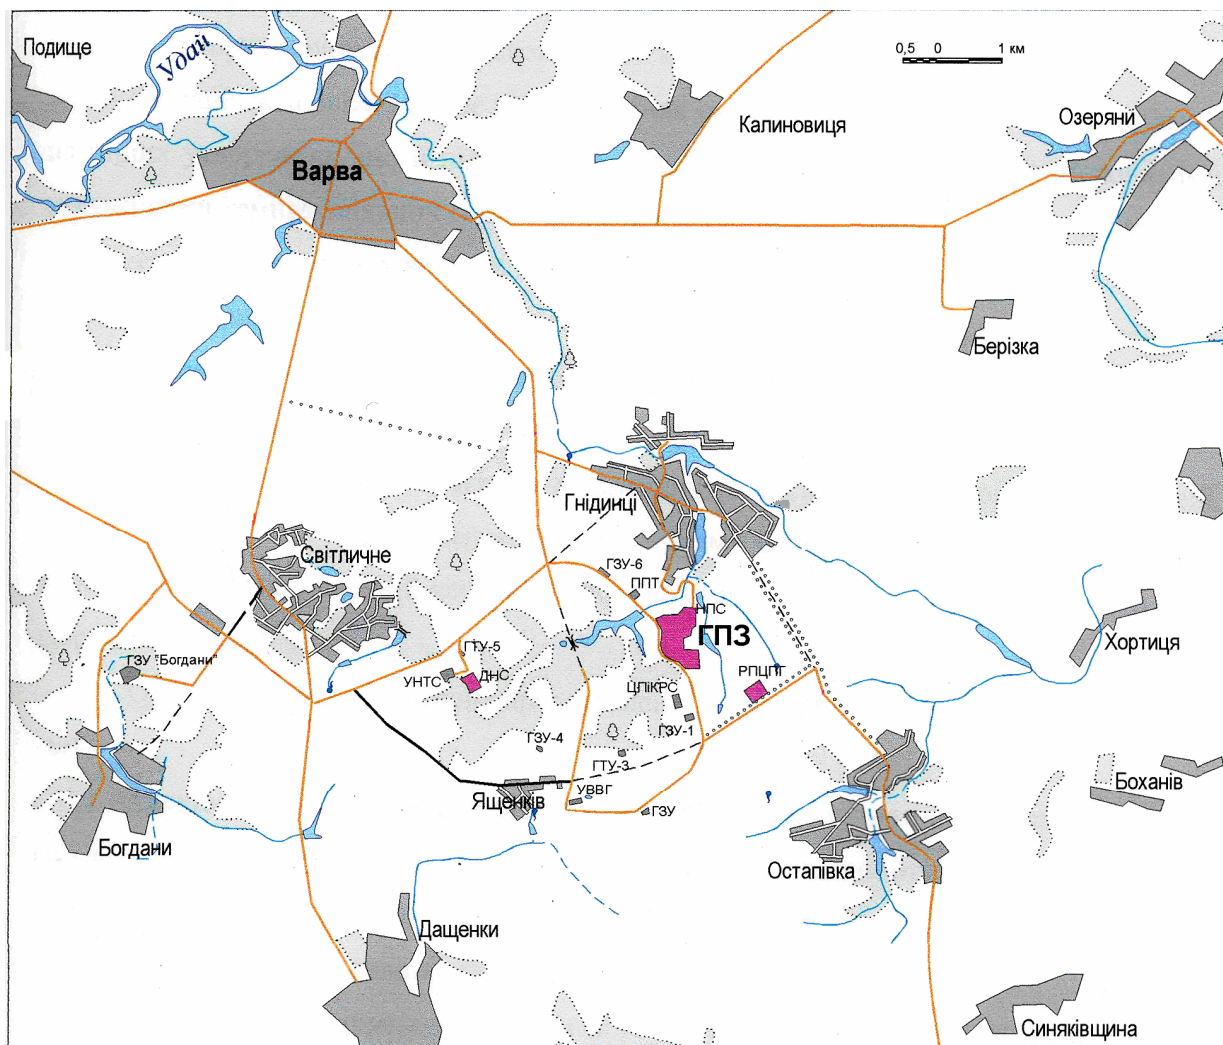 Подище
Удай
0,5 0 1 км
Калиновиця
Озеряни
Варва
Берізка
Гнідинці
Світличне
ГЗУ-6
ППТ
НПС
ГПЗ
Хортиця
ГТУ-5
ГЗУ "Богдани"
УНТС
ДНС
РПЦПГ
ЦПіКРС
ГЗУ-1
ГЗУ-4
ГТУ-3
Боханів
УВВГ
Ященків
ГЗУ
Богдани
Остапівка
Дащенки
Синяківщина